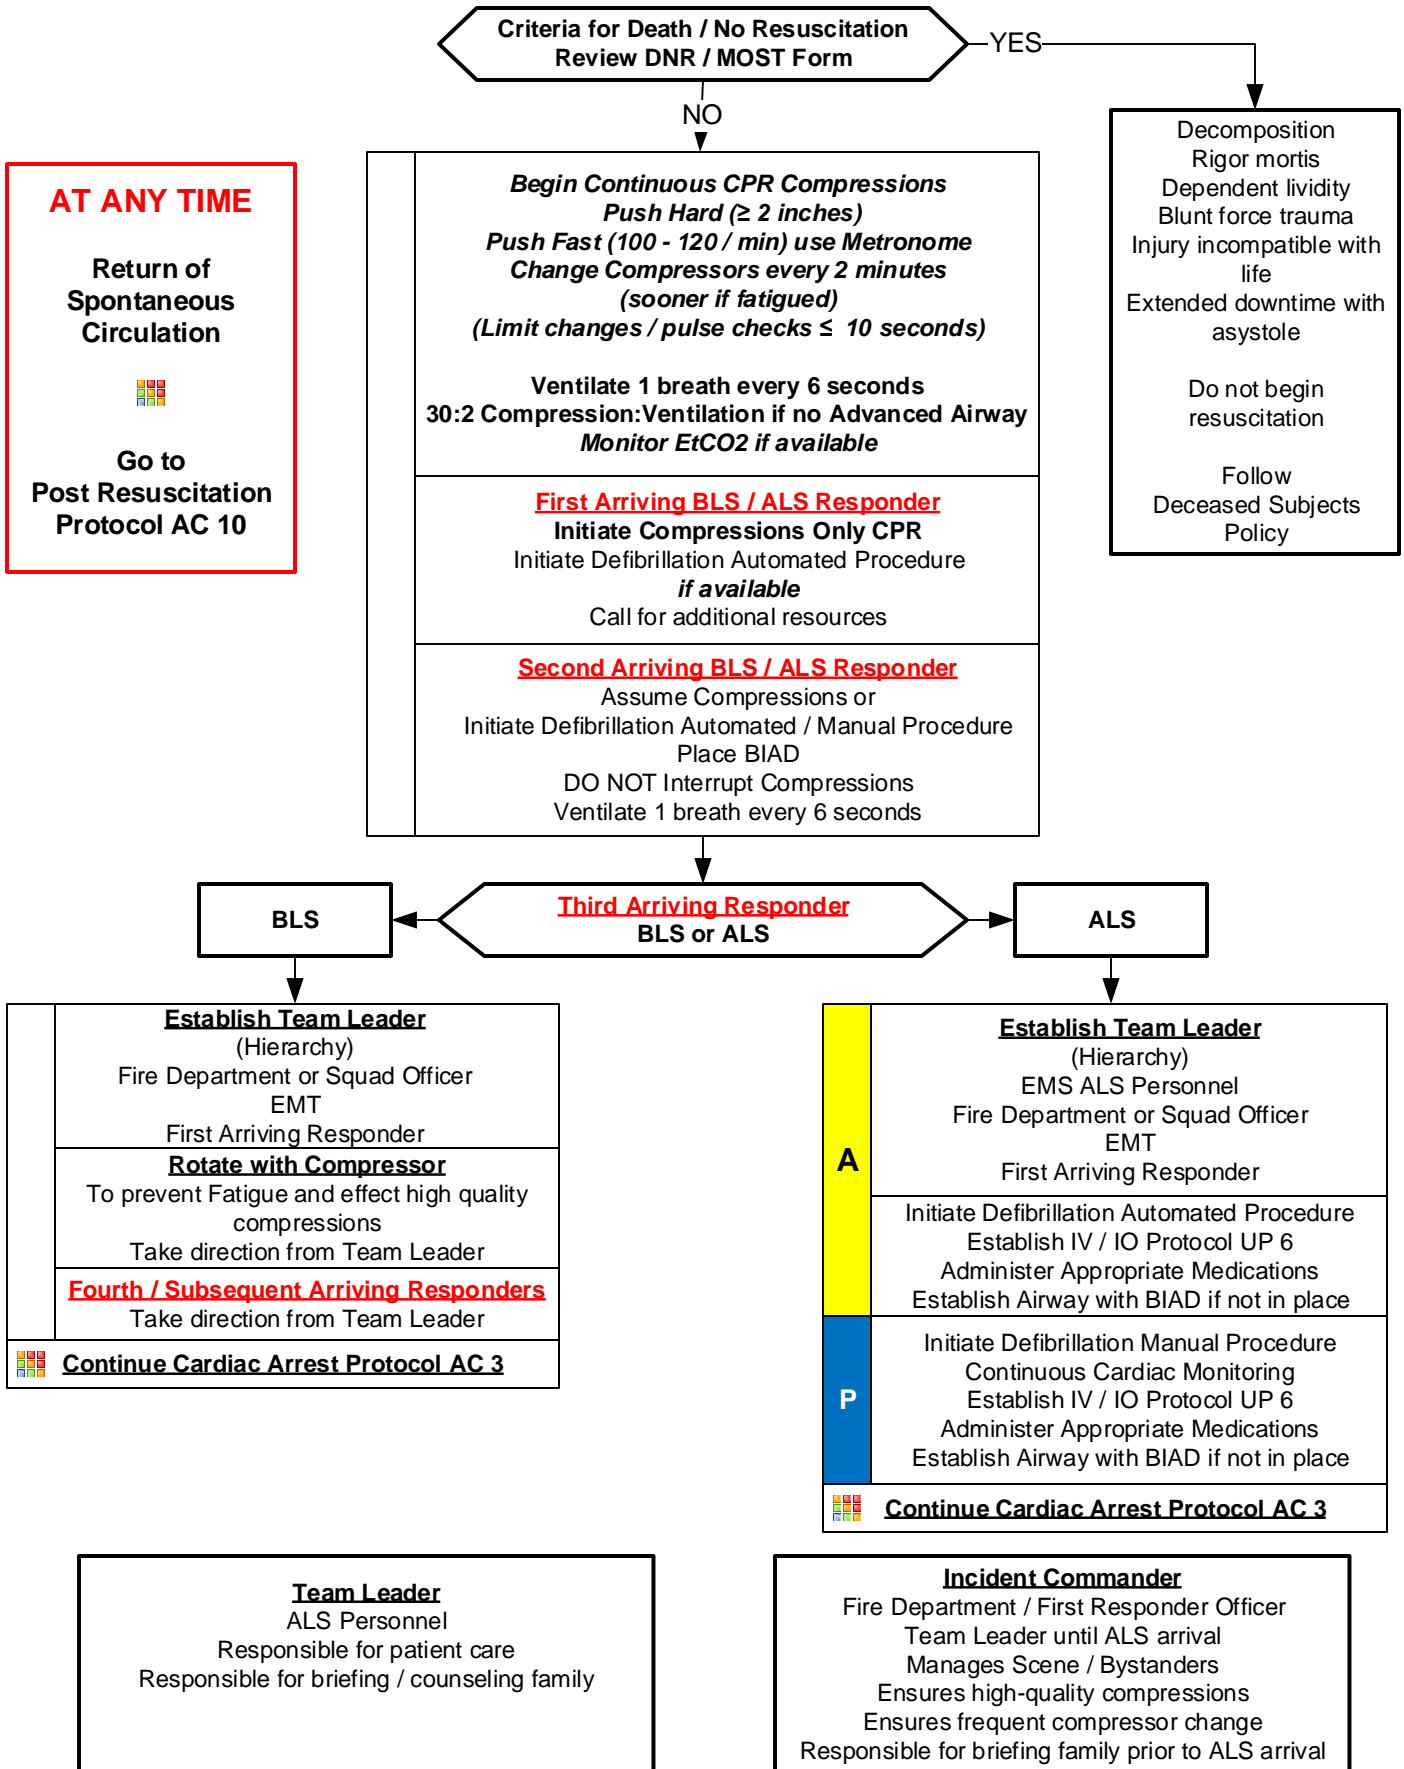 Criteria for Death / No Resuscitation
Review DNR / MOST Form
YES
NO
Decomposition
Rigor mortis
Dependent lividity
Blunt force trauma
Injury incompatible with
life
Extended downtime with
asystole
Do not begin
resuscitation
Follow
Deceased Subjects
Policy
AT ANY TIME
Return of
Spontaneous
Circulation
Go to
Post Resuscitation
Protocol AC 10
Begin Continuous CPR Compressions
Push Hard (≥ 2 inches)
Push Fast (100 - 120 / min) use Metronome
Change Compressors every 2 minutes
(sooner if fatigued)
(Limit changes / pulse checks ≤ 10 seconds)
Ventilate 1 breath every 6 seconds
30:2 Compression:Ventilation if no Advanced Airway
Monitor EtCO2 if available
First Arriving BLS / ALS Responder
Initiate Compressions Only CPR
Initiate Defibrillation Automated Procedure
if available
Call for additional resources
Second Arriving BLS / ALS Responder
Assume Compressions or
Initiate Defibrillation Automated / Manual Procedure
Place BIAD
DO NOT Interrupt Compressions
Ventilate 1 breath every 6 seconds
Third Arriving Responder
BLS or ALS
BLS
ALS
Establish Team Leader
(Hierarchy)
Fire Department or Squad Officer
EMT
First Arriving Responder
Rotate with Compressor
To prevent Fatigue and effect high quality
compressions
Take direction from Team Leader
Fourth / Subsequent Arriving Responders
Take direction from Team Leader
Continue Cardiac Arrest Protocol AC 3
A
Establish Team Leader
(Hierarchy)
EMS ALS Personnel
Fire Department or Squad Officer
EMT
First Arriving Responder
Initiate Defibrillation Automated Procedure
Establish IV / IO Protocol UP 6
Administer Appropriate Medications
Establish Airway with BIAD if not in place
P
Initiate Defibrillation Manual Procedure
Continuous Cardiac Monitoring
Establish IV / IO Protocol UP 6
Administer Appropriate Medications
Establish Airway with BIAD if not in place
Continue Cardiac Arrest Protocol AC 3
Team Leader
ALS Personnel
Responsible for patient care
Responsible for briefing / counseling family
Incident Commander
Fire Department / First Responder Officer
Team Leader until ALS arrival
Manages Scene / Bystanders
Ensures high-quality compressions
Ensures frequent compressor change
Responsible for briefing family prior to ALS arrival